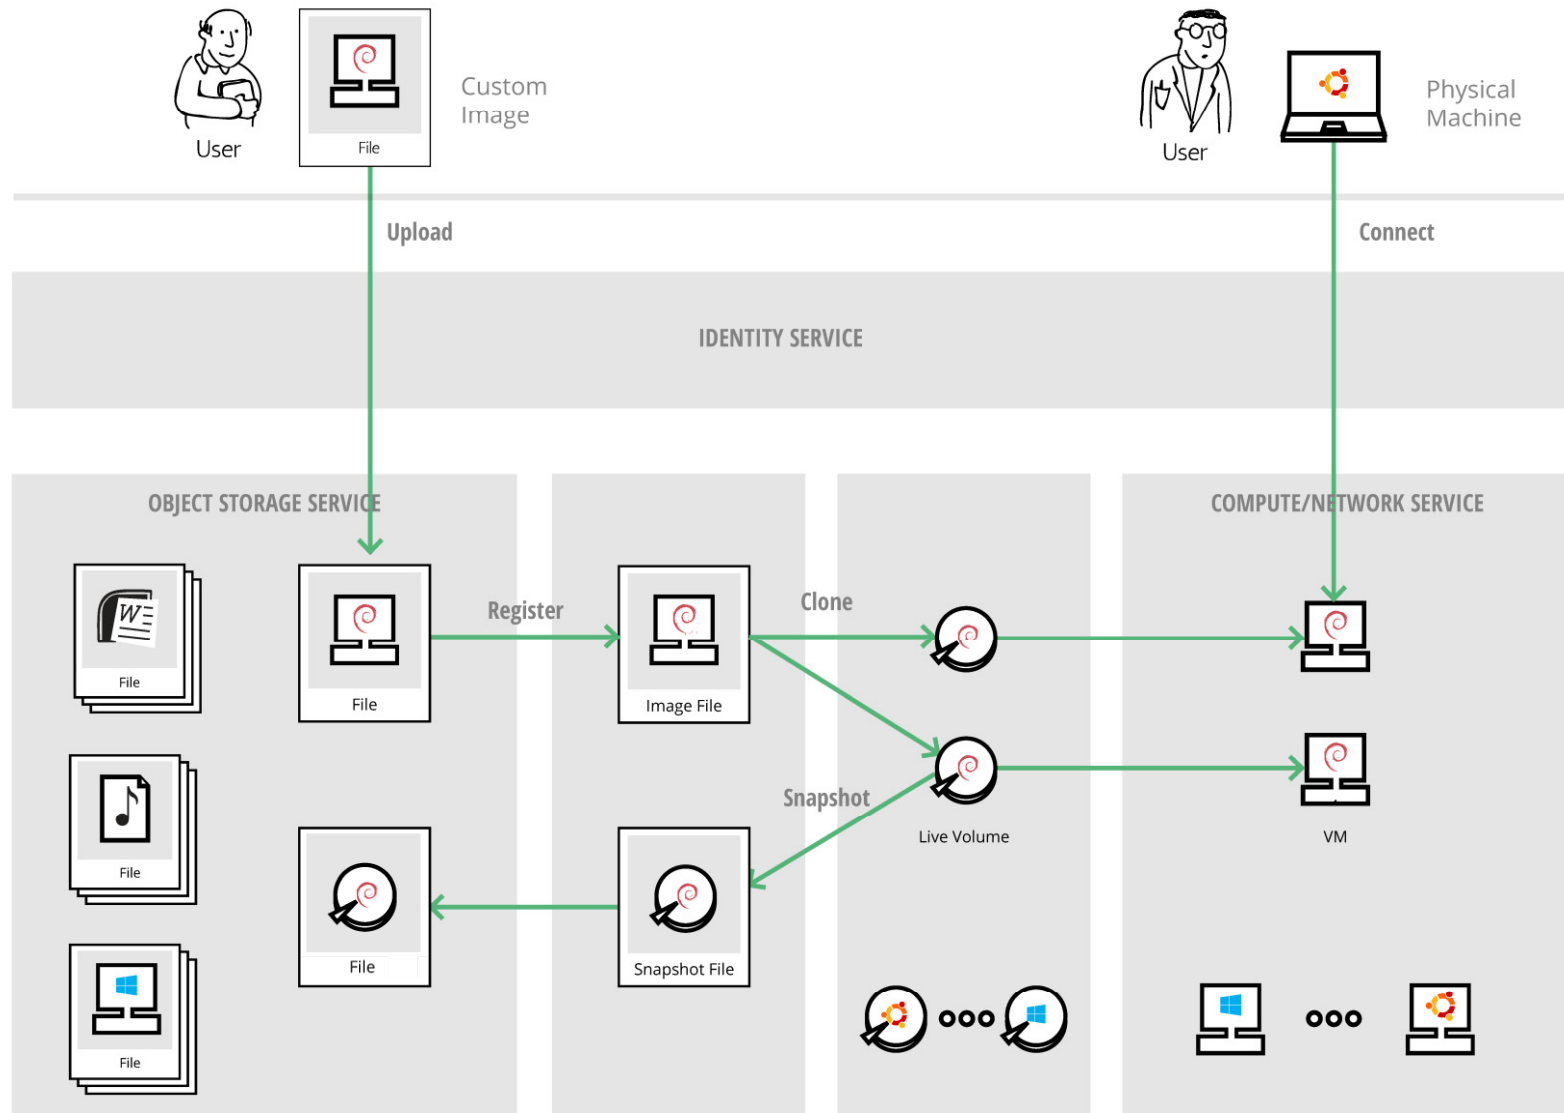 Custom
Image
File
User
Physical
Machine
User
Upload
Connect
IDENTITY SERVICE
OBJECT STORAGE SERVICE
COMPUTE/NETWORK SERVICE
W
File
File
Register
Image File
Clone
File
Snapshot
Live Volume
VM
File
Snapshot File
File